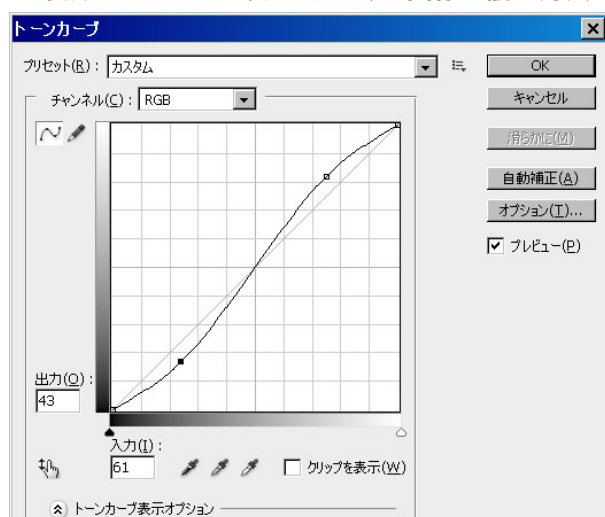 トーンカーブ
プリセット(R): カスタム
OK
チャンネル(C): RGB
キャンセル
滑らかに(M)
自動補正(A)
オプション(T)...
プレビュー(P)
出力(O):
43
入力(I):
61
クリップを表示(W)
トーンカーブ表示オプション